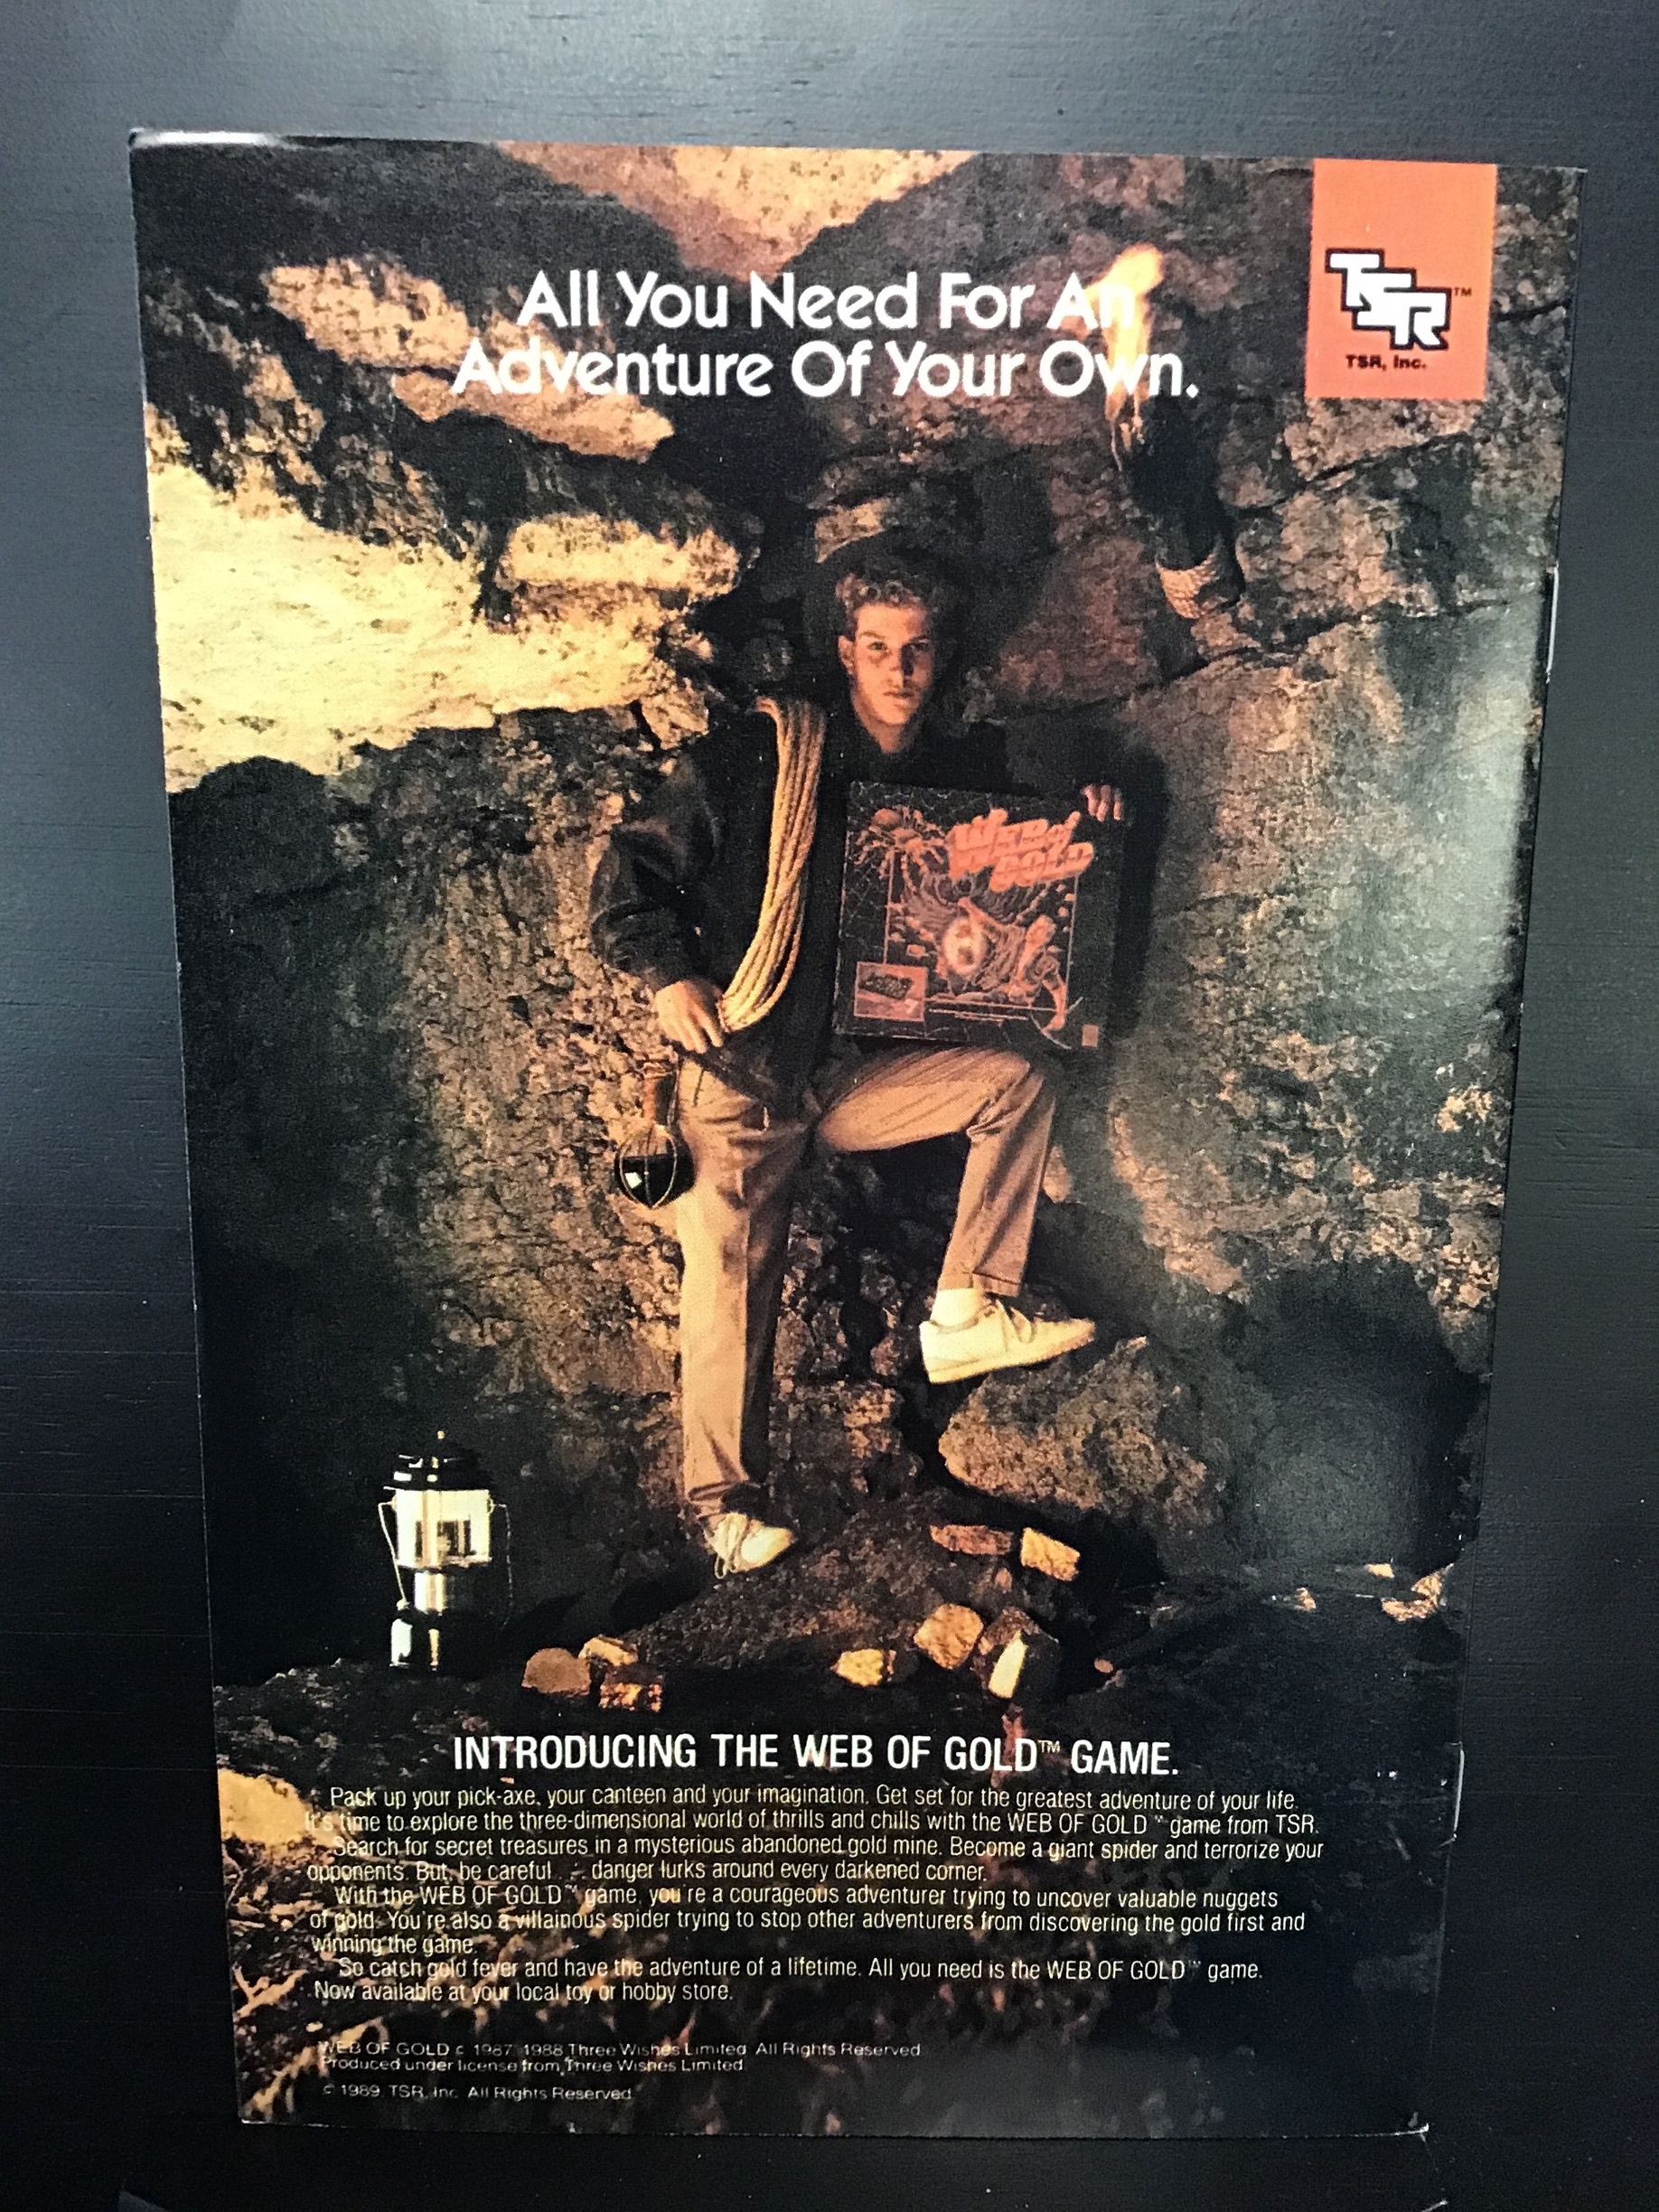 All You Need For An
Adventure Of Your Own.
TSR™
TSR, Inc.
WEB of
GOLD
INTRODUCING THE WEB OF GOLD™ GAME.
Pack up your pick-axe, your canteen and your imagination. Get set for the greatest adventure of your life.
It's time to explore the three-dimensional world of thrills and chills with the WEB OF GOLD™ game from TSR.
Search for secret treasures in a mysterious abandoned gold mine. Become a giant spider and terrorize your
opponents. But, be careful . . . danger lurks around every darkened corner.
With the WEB OF GOLD™ game, you're a courageous adventurer trying to uncover valuable nuggets
of gold. You're also a villainous spider trying to stop other adventurers from discovering the gold first and
winning the game.
So catch gold fever and have the adventure of a lifetime. All you need is the WEB OF GOLD™ game.
Now available at your local toy or hobby store.
WEB OF GOLD © 1987, 1988 Three Wishes Limited. All Rights Reserved.
Produced under license from Three Wishes Limited.
© 1989. TSR, Inc. All Rights Reserved.